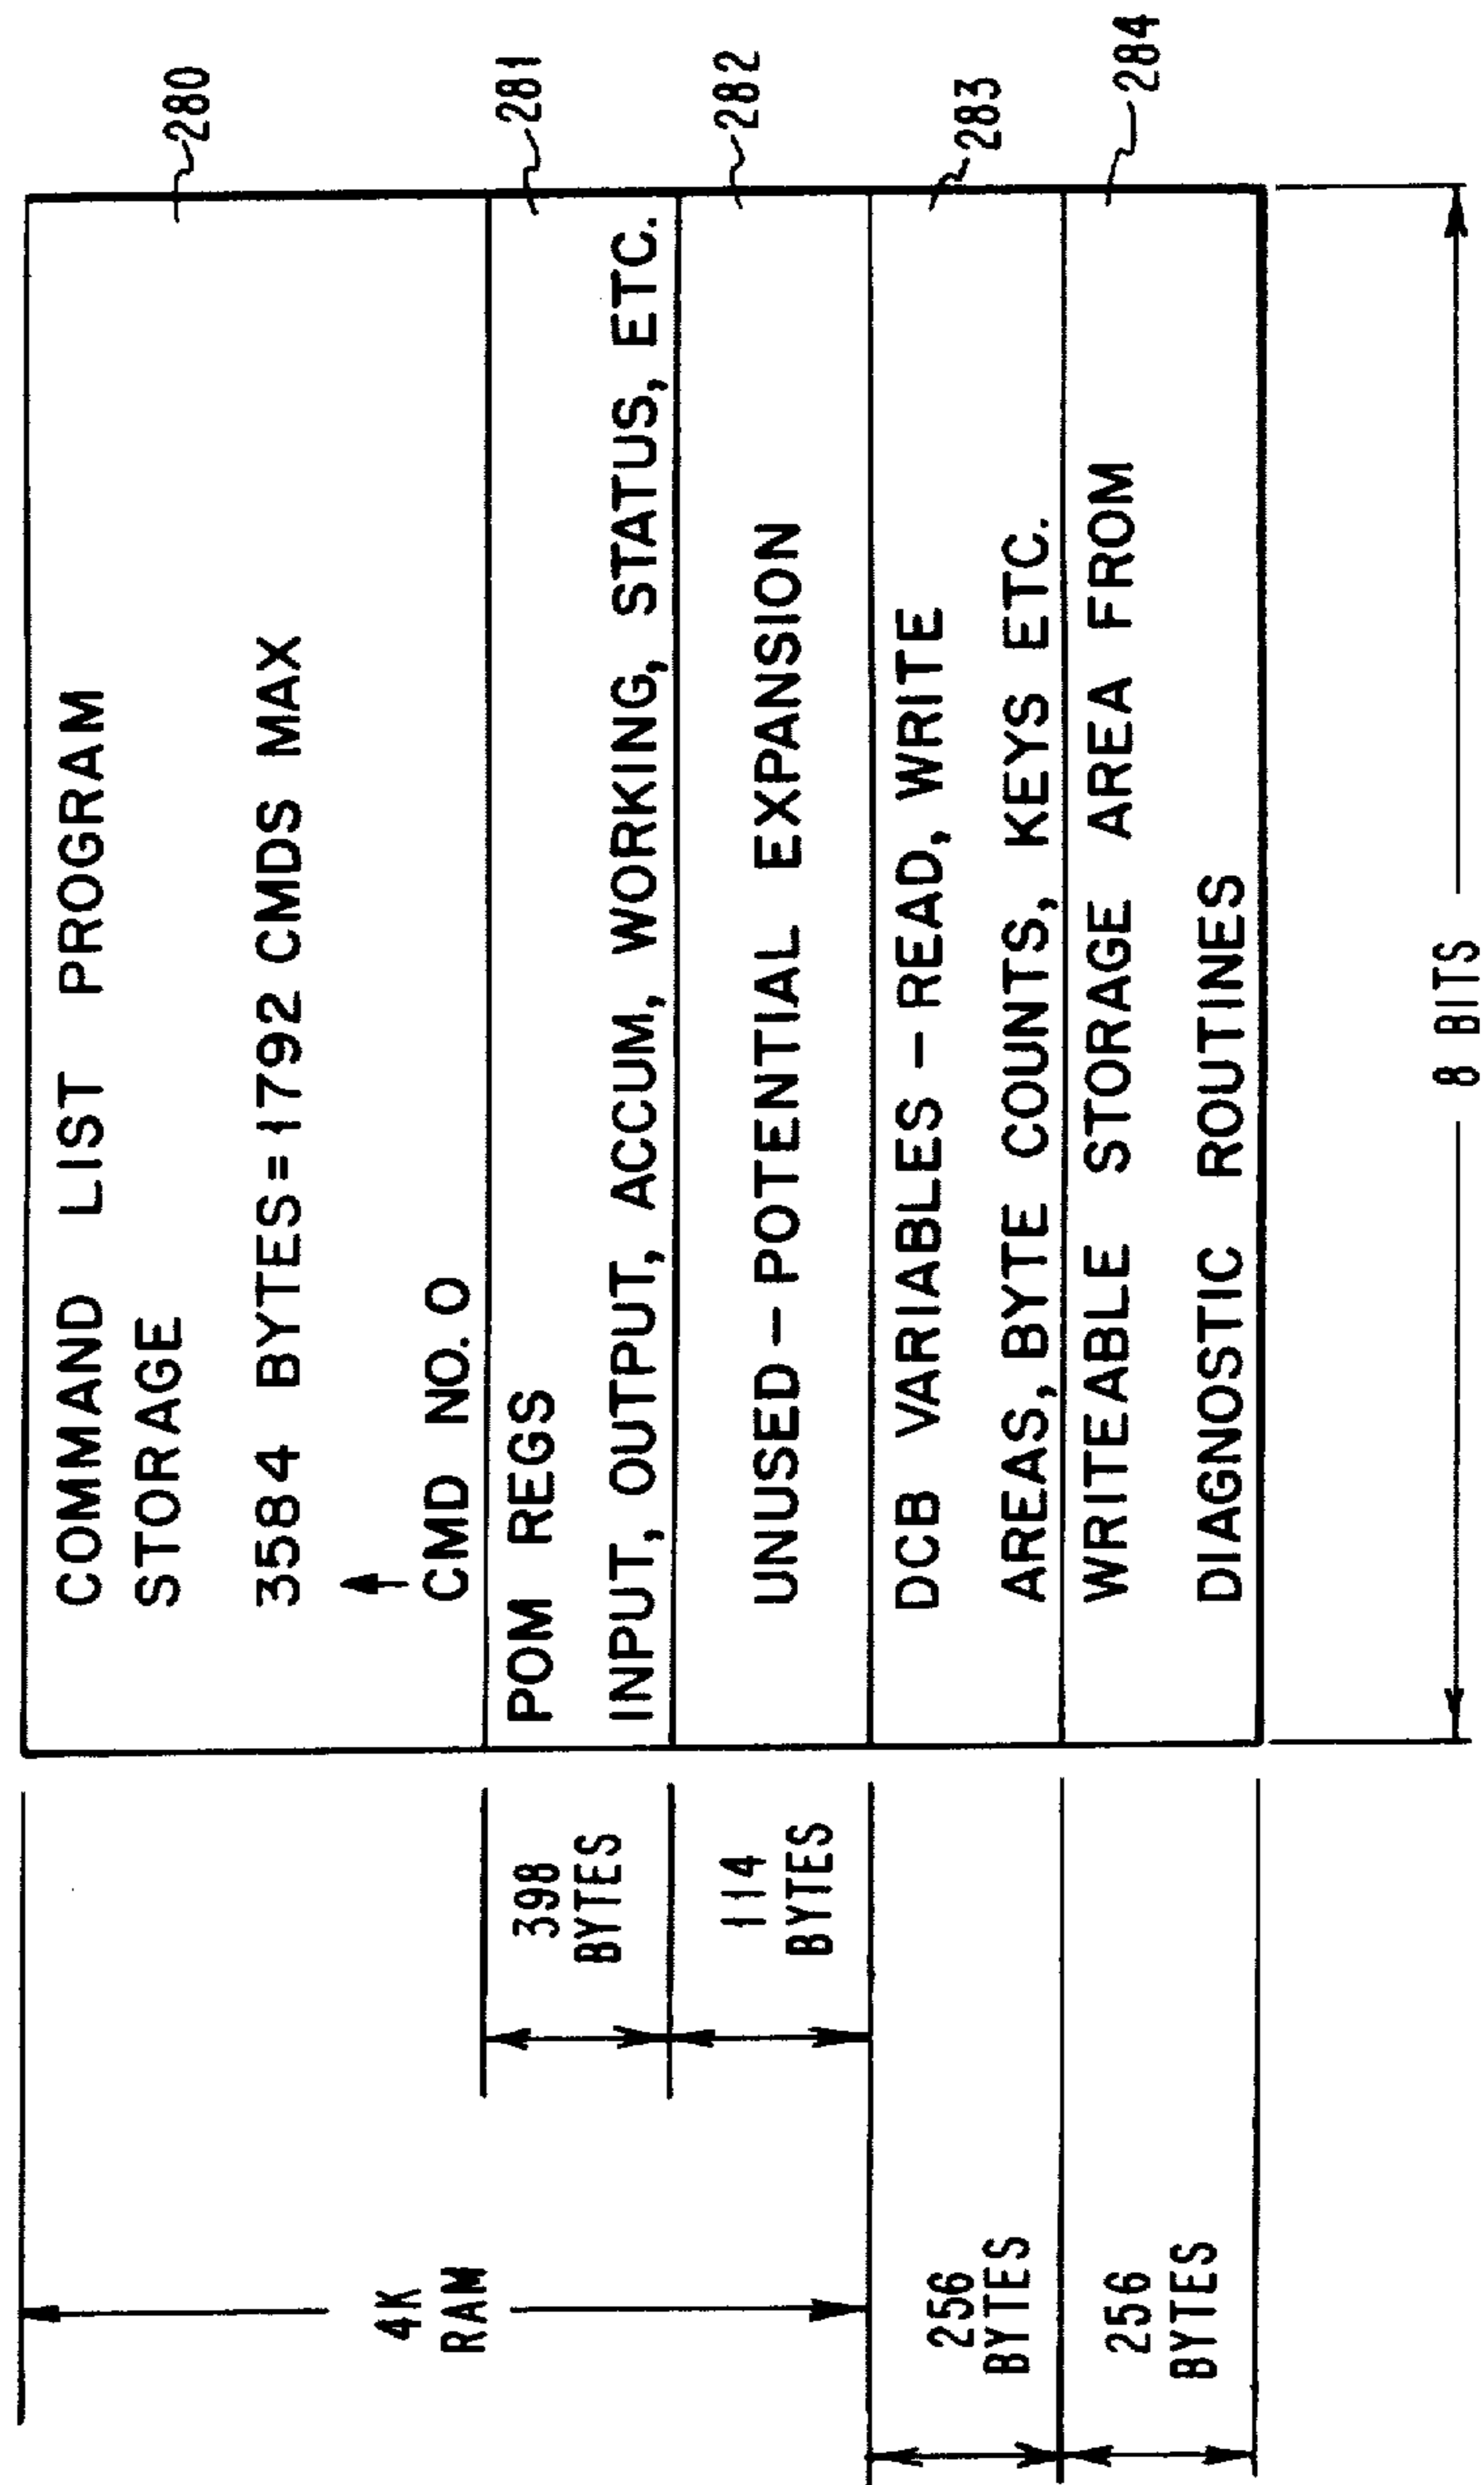 COMMAND LIST PROGRAM
STORAGE
3584 BYTES=1792 CMDS MAX
CMD NO. 0
280
POM REGS
INPUT, OUTPUT, ACCUM, WORKING, STATUS, ETC.
281
UNUSED – POTENTIAL EXPANSION
282
DCB VARIABLES – READ, WRITE
AREAS, BYTE COUNTS, KEYS ETC.
283
WRITEABLE STORAGE AREA FROM
DIAGNOSTIC ROUTINES
284
4K
RAM
398
BYTES
114
BYTES
256
BYTES
256
BYTES
8 BITS